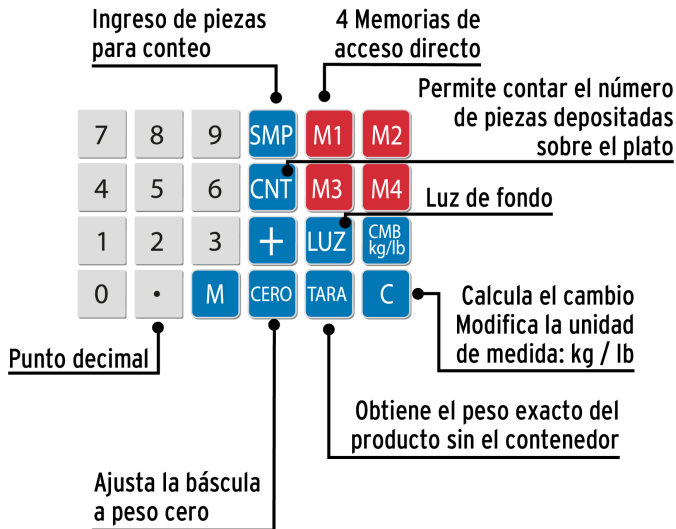 Ingreso de piezas
para conteo
4 Memorias de
acceso directo
Permite contar el número
de piezas depositadas
sobre el plato
7 8 9 SMP M1 M2
4 5 6 CNT M3 M4
Luz de fondo
1 2 3 + LUZ CMB
kg/lb
0 . M CERO TARA C
Calcula el cambio
Modifica la unidad
de medida: kg / lb
Punto decimal
Obtiene el peso exacto del
producto sin el contenedor
Ajusta la báscula
a peso cero